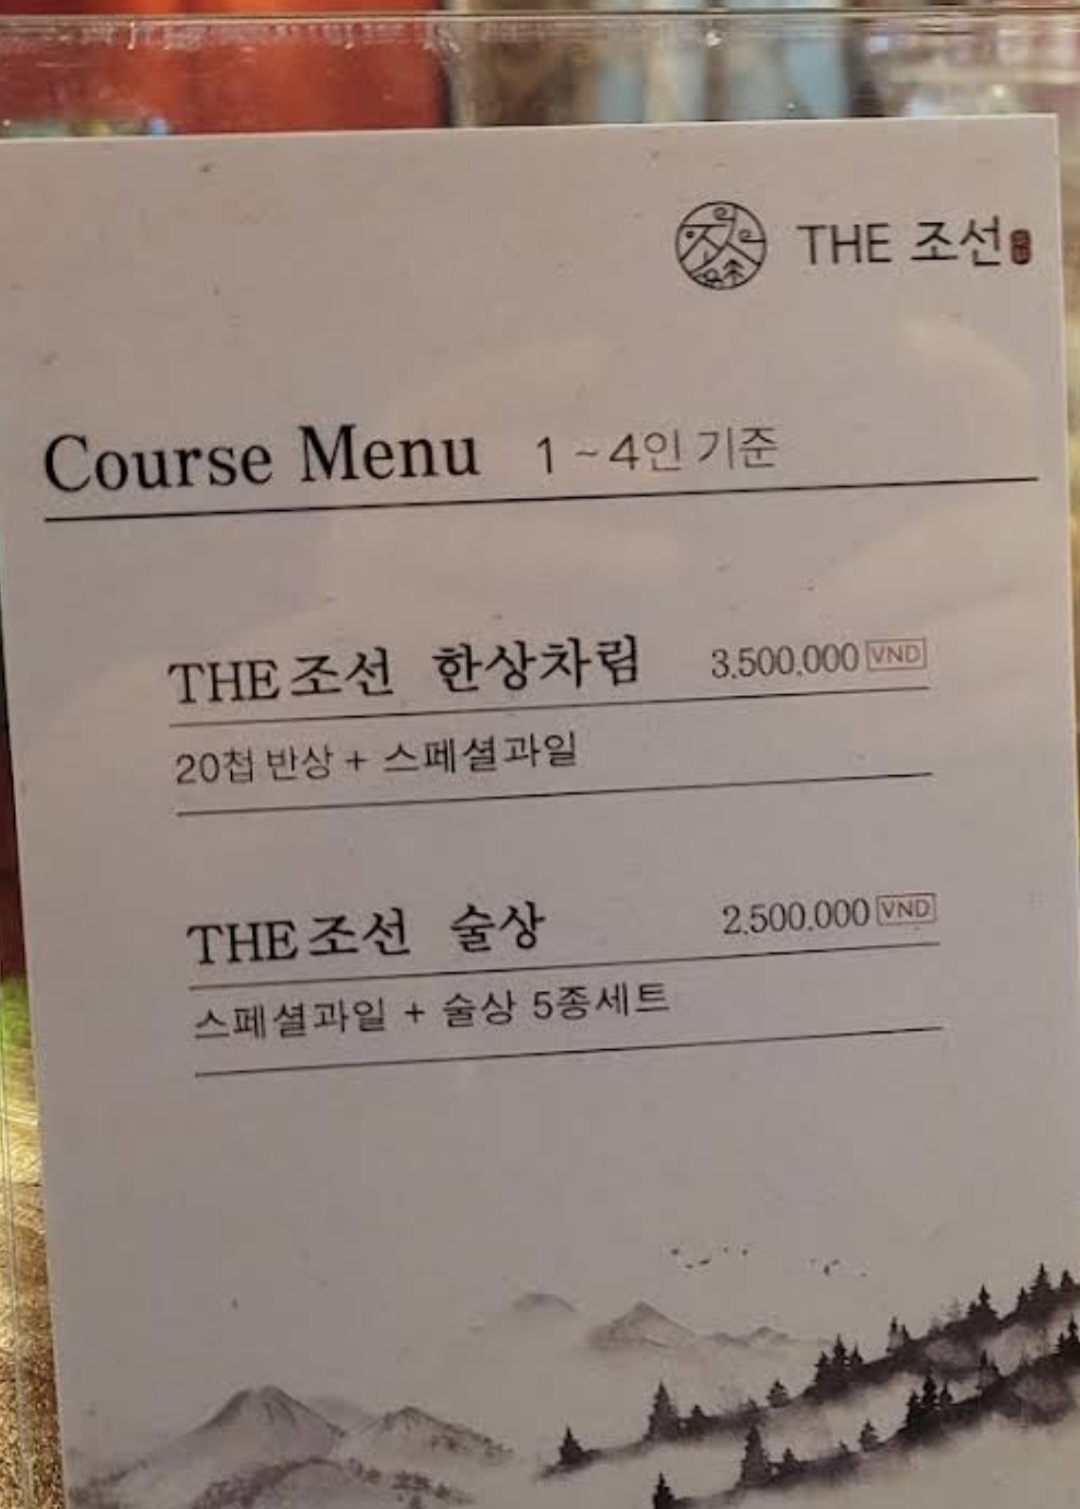 THE 조선
Course Menu 1 ~ 4인 기준
THE 조선 한상차림 3.500.000 VND
20첩 반상 + 스페셜과일
THE 조선 술상 2.500.000 VND
스페셜과일 + 술상 5종세트